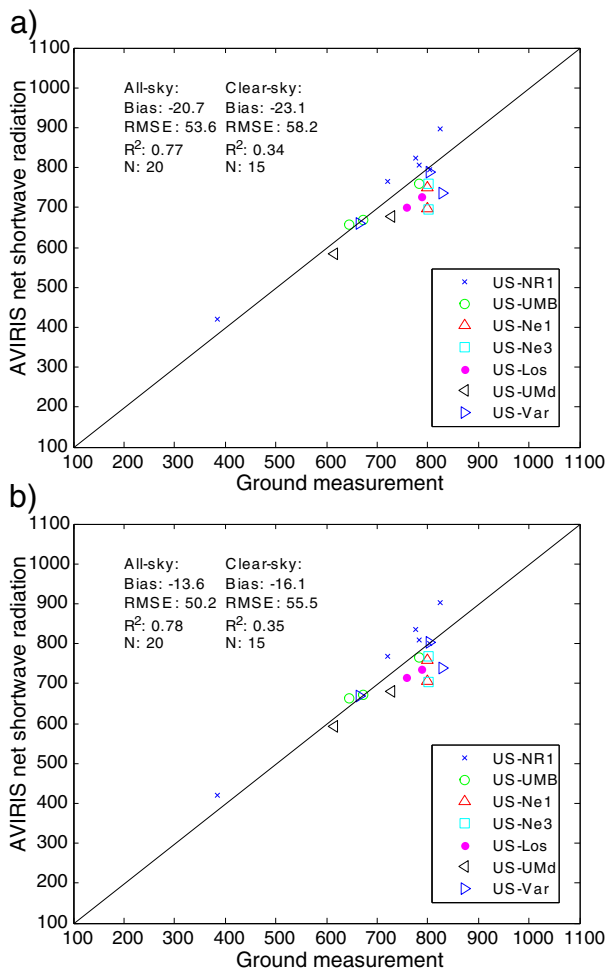 a)
1100
1000
900
800
700
600
500
400
300
200
100
AVIRIS net shortwave radiation
All-sky: Clear-sky:
Bias: -20.7 Bias: -23.1
RMSE: 53.6 RMSE: 58.2
R²: 0.77 R²: 0.34
N: 20 N: 15
US-NR1
US-UMB
US-Ne1
US-Ne3
US-Los
US-UMd
US-Var
100 200 300 400 500 600 700 800 900 1000 1100
Ground measurement
b)
1100
1000
900
800
700
600
500
400
300
200
100
AVIRIS net shortwave radiation
All-sky: Clear-sky:
Bias: -13.6 Bias: -16.1
RMSE: 50.2 RMSE: 55.5
R²: 0.78 R²: 0.35
N: 20 N: 15
US-NR1
US-UMB
US-Ne1
US-Ne3
US-Los
US-UMd
US-Var
100 200 300 400 500 600 700 800 900 1000 1100
Ground measurement